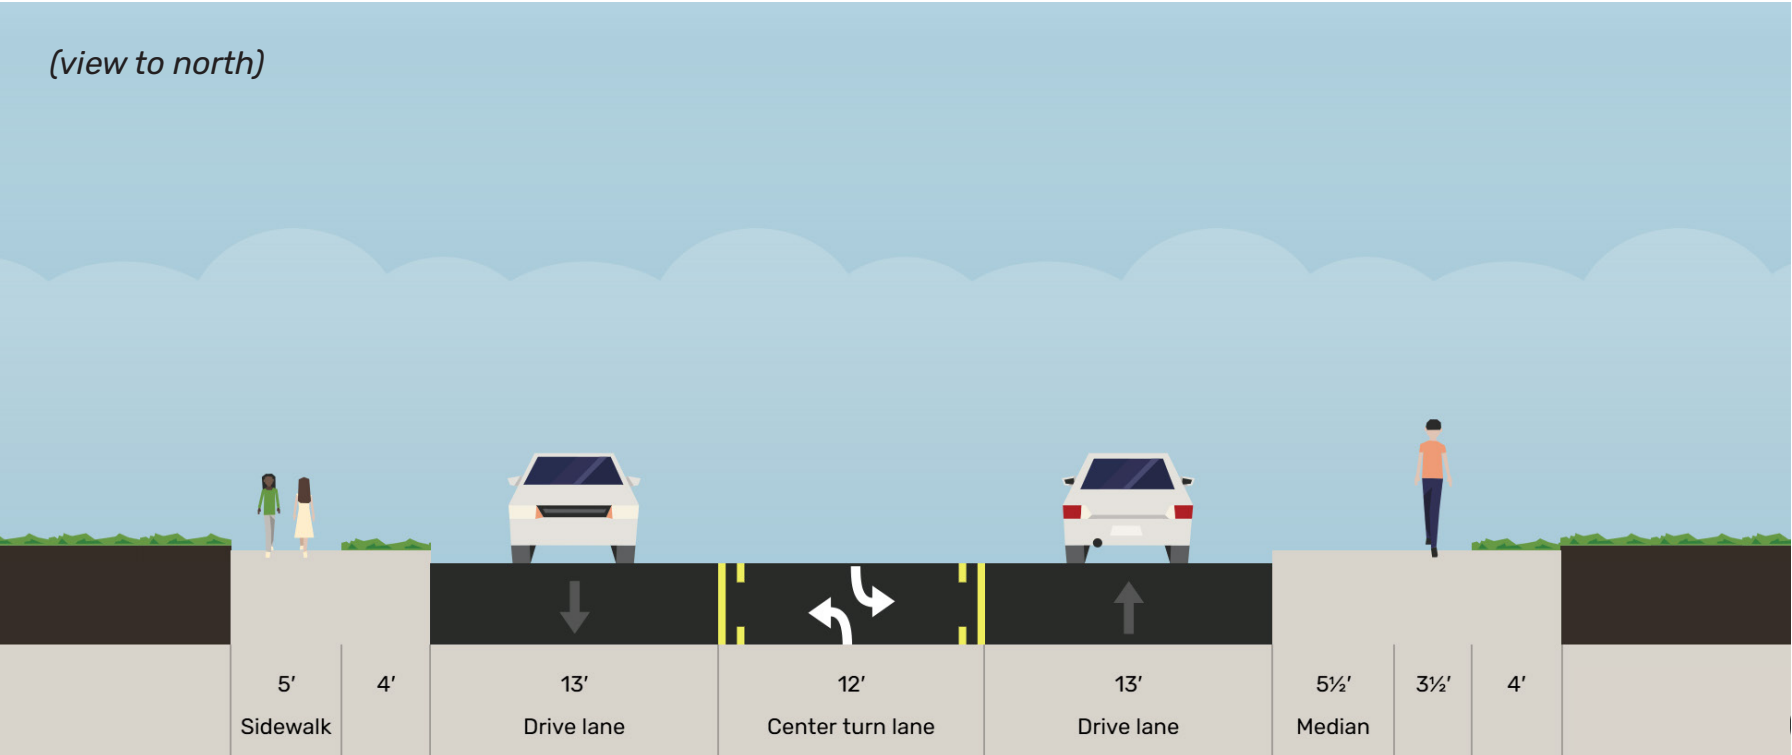 (view to north)
5′ 4′ 13′ 12′ 13′ 5½′ 3½′ 4′
Sidewalk Drive lane Center turn lane Drive lane Median